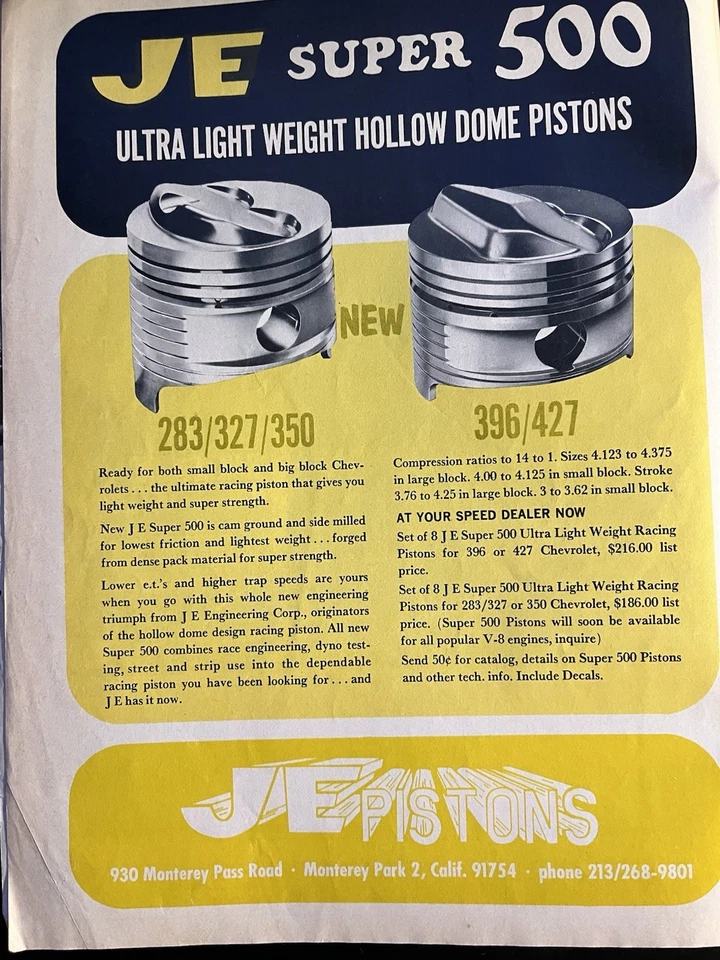 JE SUPER 500
ULTRA LIGHT WEIGHT HOLLOW DOME PISTONS
NEW
283/327/350
396/427
Ready for both small block and big block Chev-
rolets . . . the ultimate racing piston that gives you
light weight and super strength.
New J E Super 500 is cam ground and side milled
for lowest friction and lightest weight . . . forged
from dense pack material for super strength.
Lower e.t.'s and higher trap speeds are yours
when you go with this whole new engineering
triumph from J E Engineering Corp., originators
of the hollow dome design racing piston. All new
Super 500 combines race engineering, dyno test-
ing, street and strip use into the dependable
racing piston you have been looking for . . . and
J E has it now.
Compression ratios to 14 to 1. Sizes 4.123 to 4.375
in large block. 4.00 to 4.125 in small block. Stroke
3.76 to 4.25 in large block. 3 to 3.62 in small block.
AT YOUR SPEED DEALER NOW
Set of 8 J E Super 500 Ultra Light Weight Racing
Pistons for 396 or 427 Chevrolet, $216.00 list
price.
Set of 8 J E Super 500 Ultra Light Weight Racing
Pistons for 283/327 or 350 Chevrolet, $186.00 list
price. (Super 500 Pistons will soon be available
for all popular V-8 engines, inquire)
Send 50¢ for catalog, details on Super 500 Pistons
and other tech. info. Include Decals.
JE PISTONS
930 Monterey Pass Road · Monterey Park 2, Calif. 91754 · phone 213/268-9801